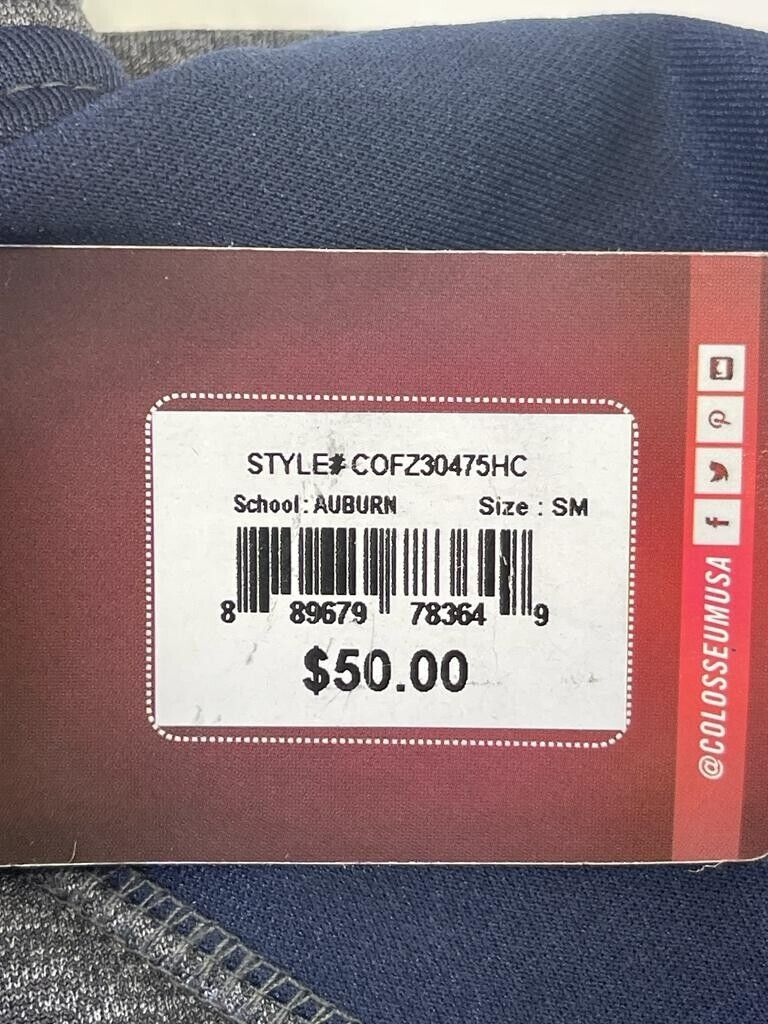 STYLE# COFZ30475HC
School: AUBURN Size : SM
8 89679 78364 9
$50.00
@COLOSSEUMUSA